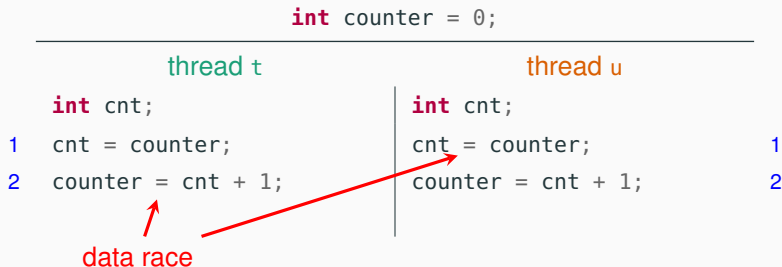 int counter = 0;
thread t thread u
int cnt; int cnt;
1 cnt = counter; cnt = counter; 1
2 counter = cnt + 1; counter = cnt + 1; 2
data race